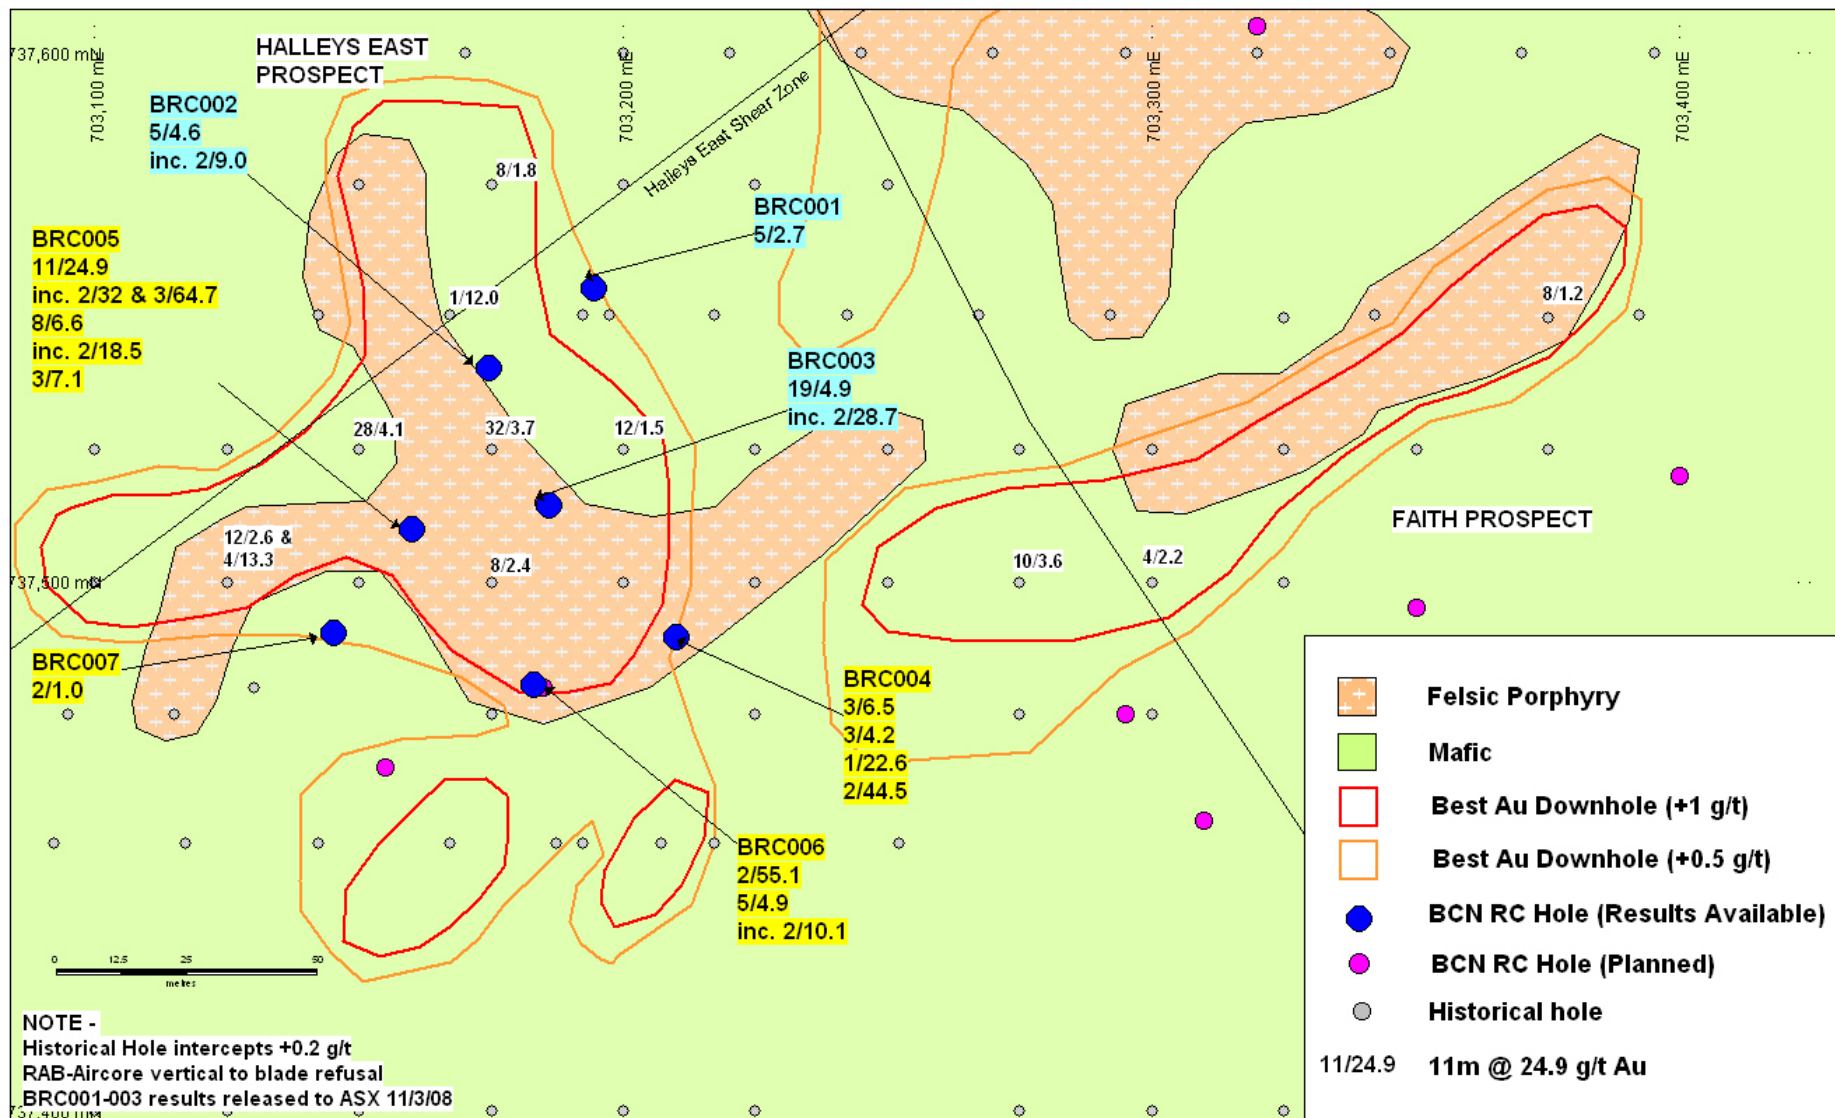 HALLEYS EAST
PROSPECT
737,600 mE
703,100 mE
703,200 mE
703,300 mE
703,400 mE
BRC002
5/4.6
inc. 2/9.0
8/1.8
Halleys East Shear Zone
BRC001
5/2.7
BRC005
11/24.9
inc. 2/32 & 3/64.7
8/6.6
inc. 2/18.5
3/7.1
1/12.0
8/1.2
BRC003
19/4.9
inc. 2/28.7
28/4.1
32/3.7
12/1.5
12/2.6 &
4/13.3
8/2.4
10/3.6
4/2.2
FAITH PROSPECT
737,500 mN
BRC007
2/1.0
BRC004
3/6.5
3/4.2
1/22.6
2/44.5
BRC006
2/55.1
5/4.9
inc. 2/10.1
0 12.5 25 50
metres
NOTE -
Historical Hole intercepts +0.2 g/t
RAB-Aircore vertical to blade refusal
BRC001-003 results released to ASX 11/3/08
Felsic Porphyry
Mafic
Best Au Downhole (+1 g/t)
Best Au Downhole (+0.5 g/t)
BCN RC Hole (Results Available)
BCN RC Hole (Planned)
Historical hole
11/24.9 11m @ 24.9 g/t Au